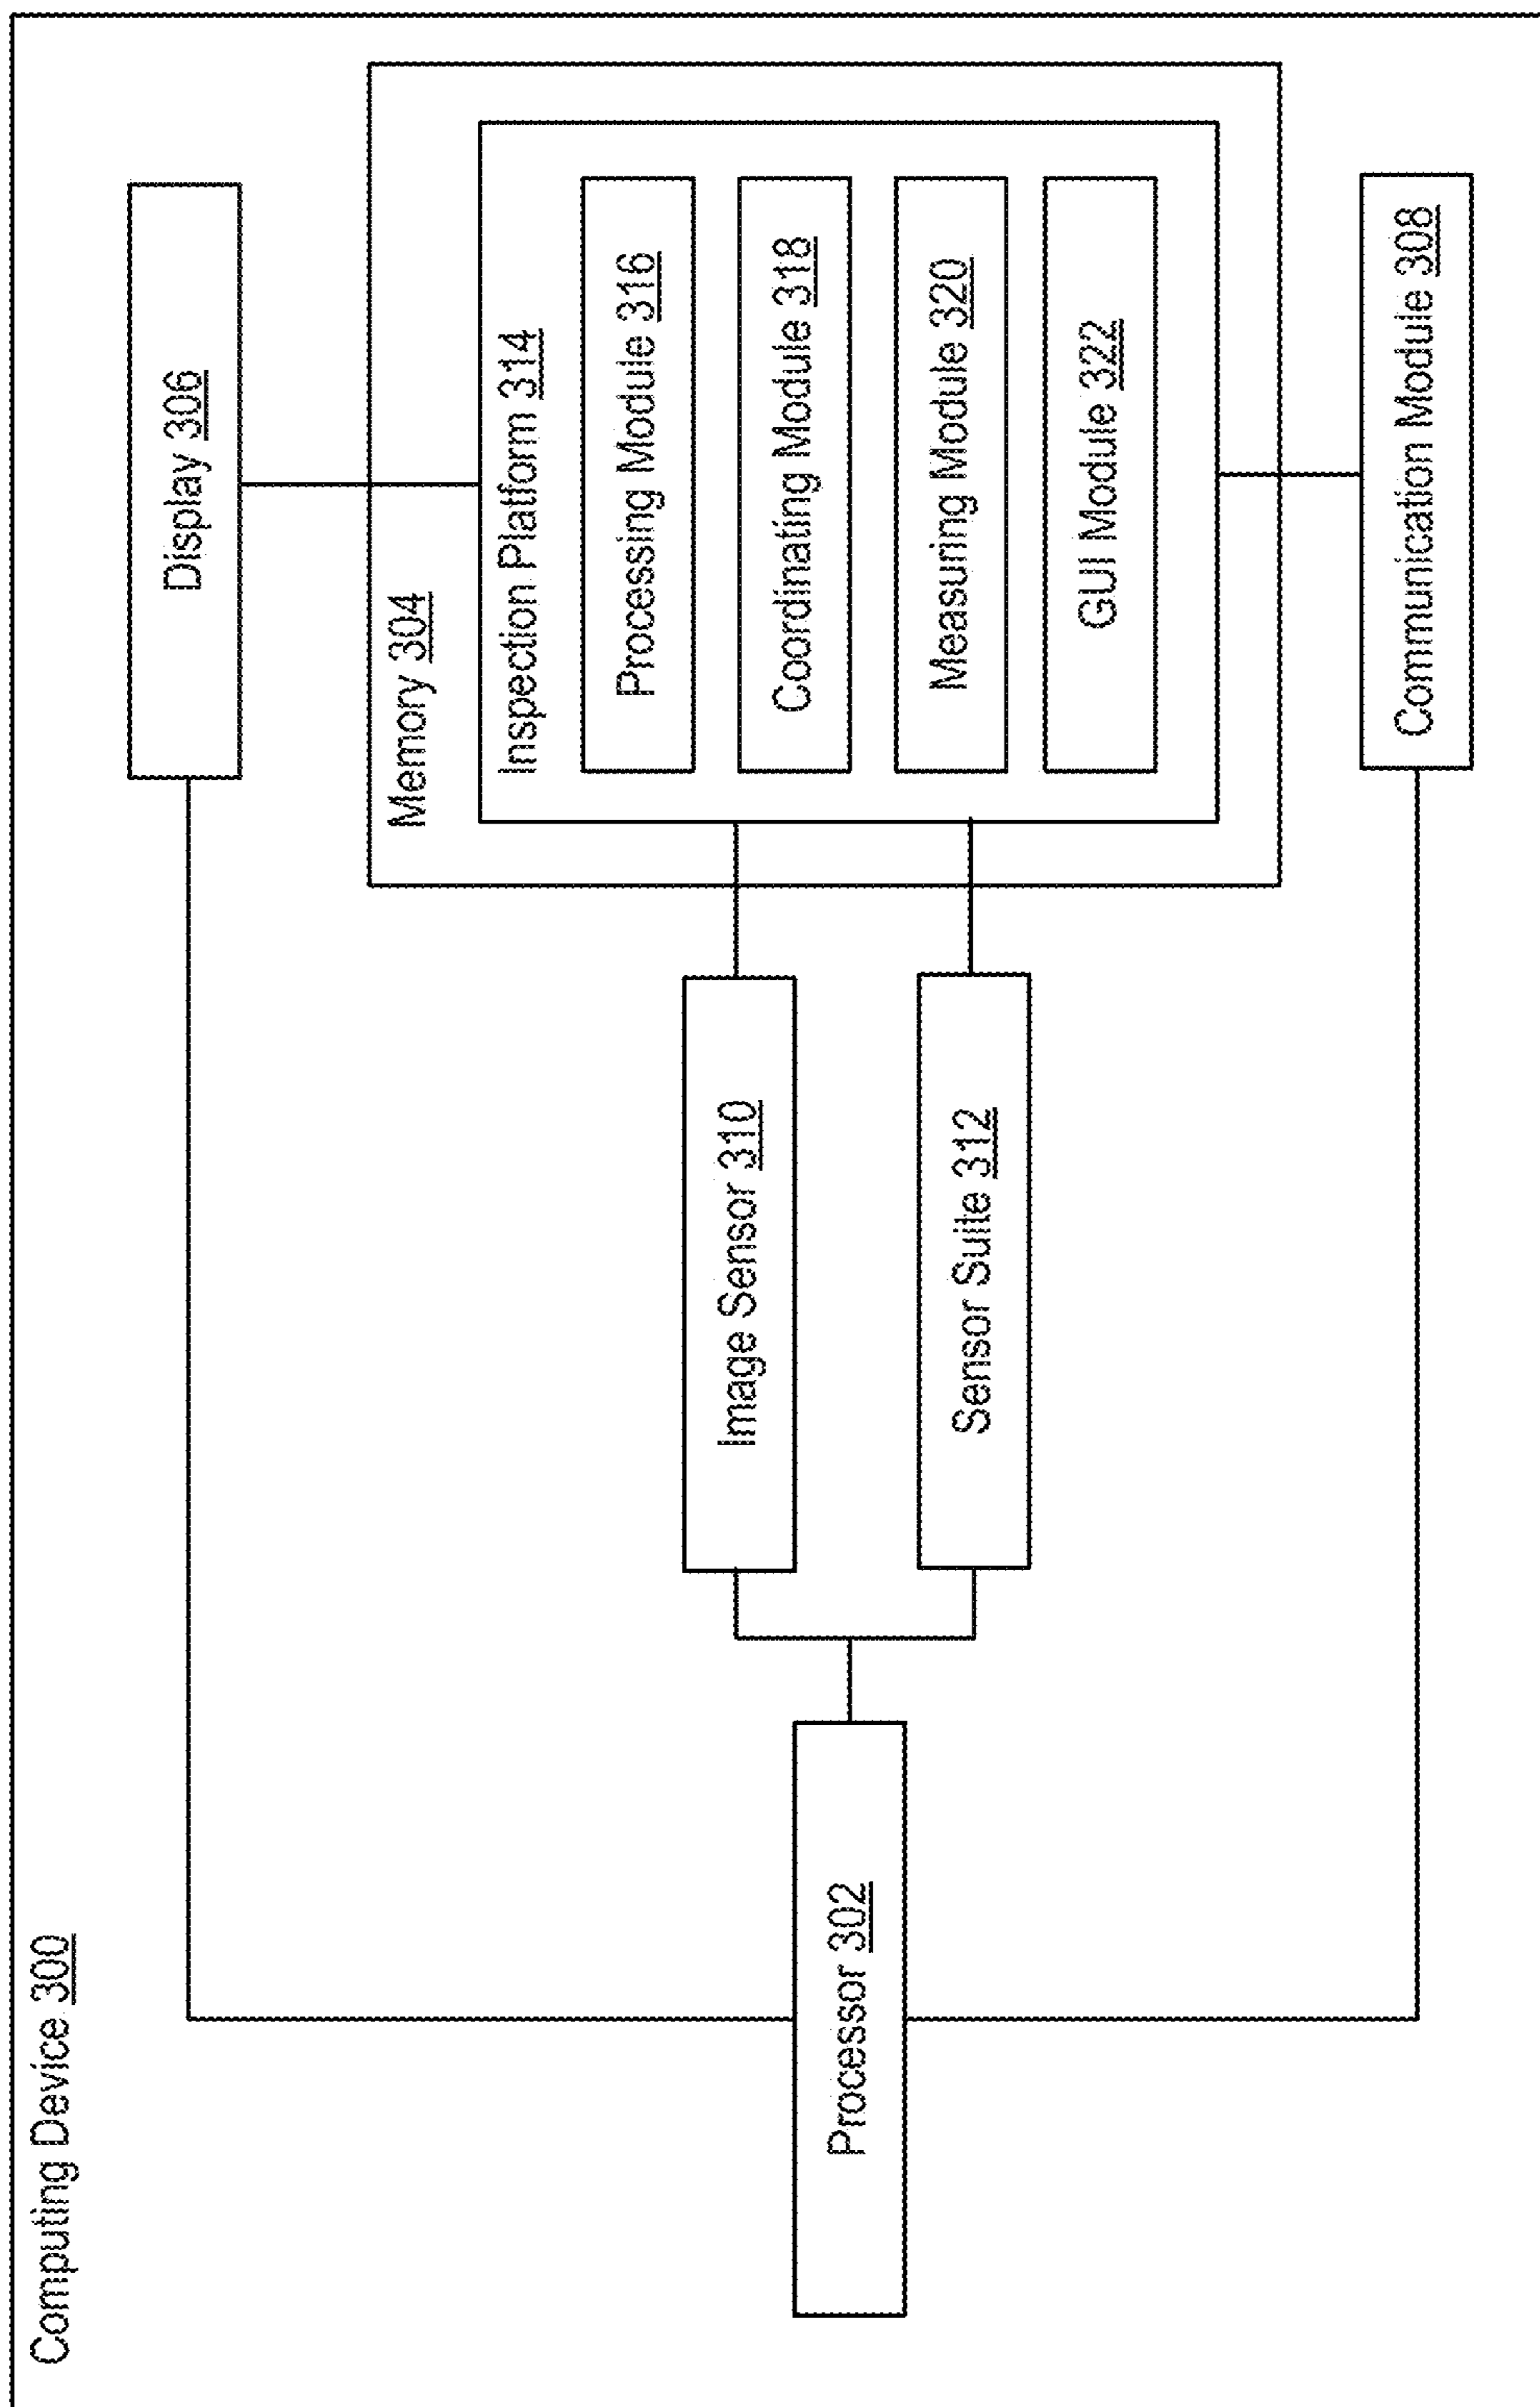 Computing Device 300
Display 306
Memory 304
Inspection Platform 314
Processing Module 316
Coordinating Module 318
Measuring Module 320
GUI Module 322
Image Sensor 310
Sensor Suite 312
Processor 302
Communication Module 308